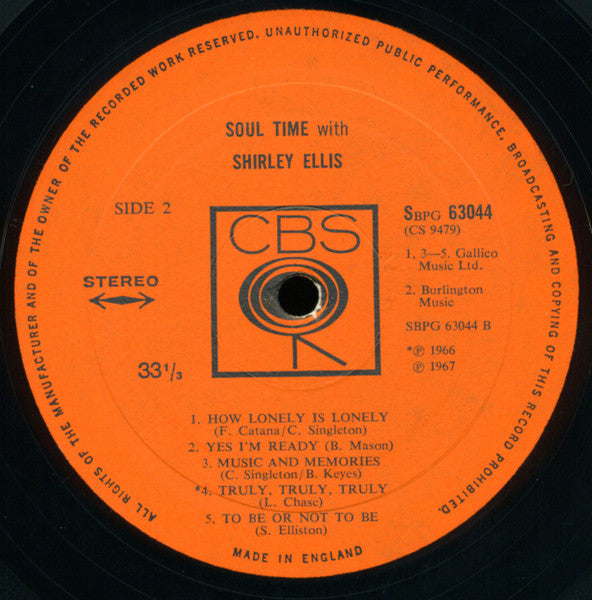 ALL RIGHTS OF THE MANUFACTURER AND OF THE OWNER OF THE RECORDED WORK RESERVED. UNAUTHORIZED PUBLIC PERFORMANCE, BROADCASTING AND COPYING OF THIS RECORD PROHIBITED.
SOUL TIME with
SHIRLEY ELLIS
SIDE 2
CBS
STEREO
33 1/3
SBPG 63044
(CS 9479)
1, 3—5. Gallico
Music Ltd.
2. Burlington
Music
SBPG 63044 B
*℗ 1966
℗ 1967
1. HOW LONELY IS LONELY
(F. Catana/C. Singleton)
2. YES I'M READY (B. Mason)
3. MUSIC AND MEMORIES
(C. Singleton/B. Keyes)
*4. TRULY, TRULY, TRULY
(L. Chase)
5. TO BE OR NOT TO BE
(S. Elliston)
MADE IN ENGLAND